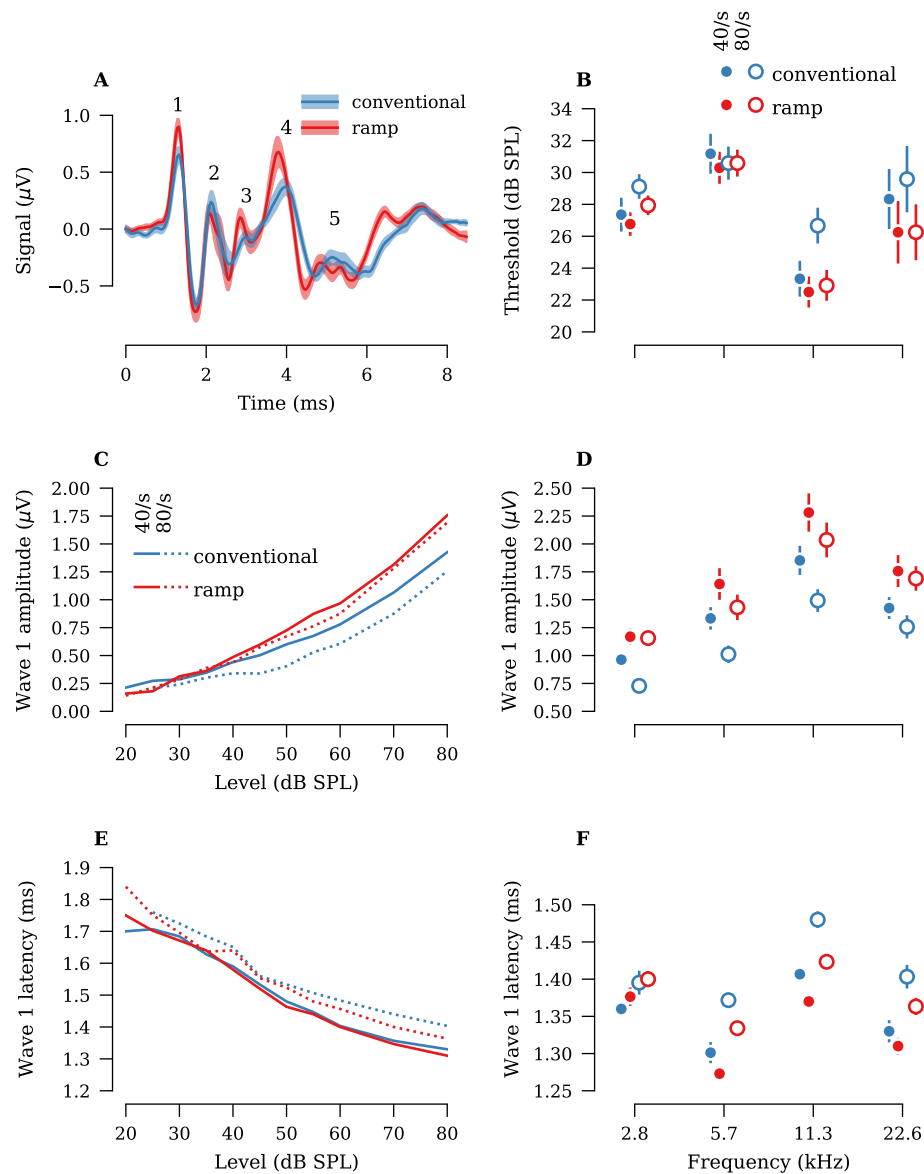 A
1
2
3
4
5
conventional
ramp
1.0
0.5
0.0
−0.5
Signal (μV)
0 2 4 6 8
Time (ms)
40/s
80/s
B
conventional
ramp
34
32
30
28
26
24
22
20
Threshold (dB SPL)
C
40/s
80/s
conventional
ramp
2.00
1.75
1.50
1.25
1.00
0.75
0.50
0.25
0.00
Wave 1 amplitude (μV)
20 30 40 50 60 70 80
Level (dB SPL)
D
2.50
2.25
2.00
1.75
1.50
1.25
1.00
0.75
0.50
Wave 1 amplitude (μV)
E
1.9
1.8
1.7
1.6
1.5
1.4
1.3
1.2
Wave 1 latency (ms)
20 30 40 50 60 70 80
Level (dB SPL)
F
1.50
1.45
1.40
1.35
1.30
1.25
Wave 1 latency (ms)
2.8 5.7 11.3 22.6
Frequency (kHz)